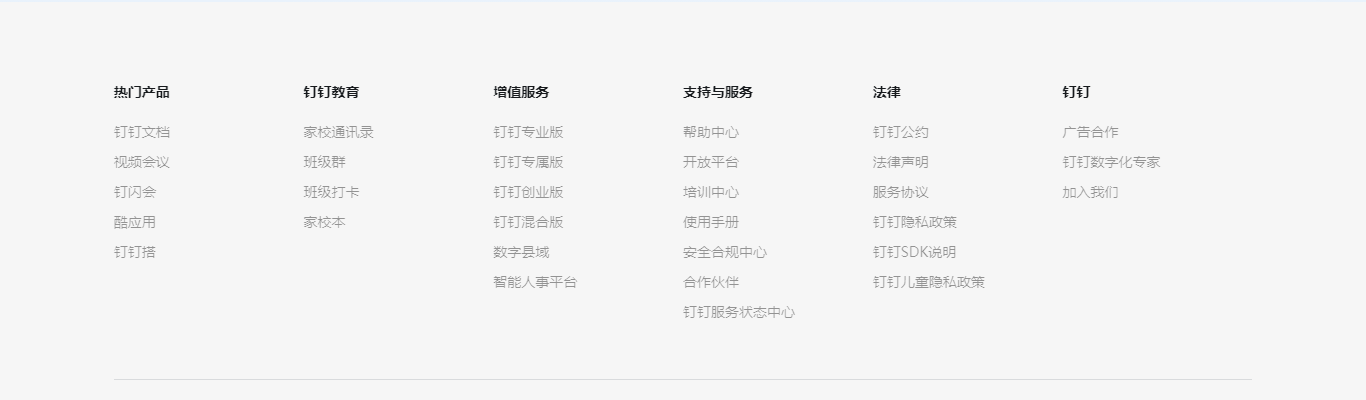 热门产品
钉钉文档
视频会议
钉闪会
酷应用
钉钉搭
钉钉教育
家校通讯录
班级群
班级打卡
家校本
增值服务
钉钉专业版
钉钉专属版
钉钉创业版
钉钉混合版
数字县域
智能人事平台
支持与服务
帮助中心
开放平台
培训中心
使用手册
安全合规中心
合作伙伴
钉钉服务状态中心
法律
钉钉公约
法律声明
服务协议
钉钉隐私政策
钉钉SDK说明
钉钉儿童隐私政策
钉钉
广告合作
钉钉数字化专家
加入我们